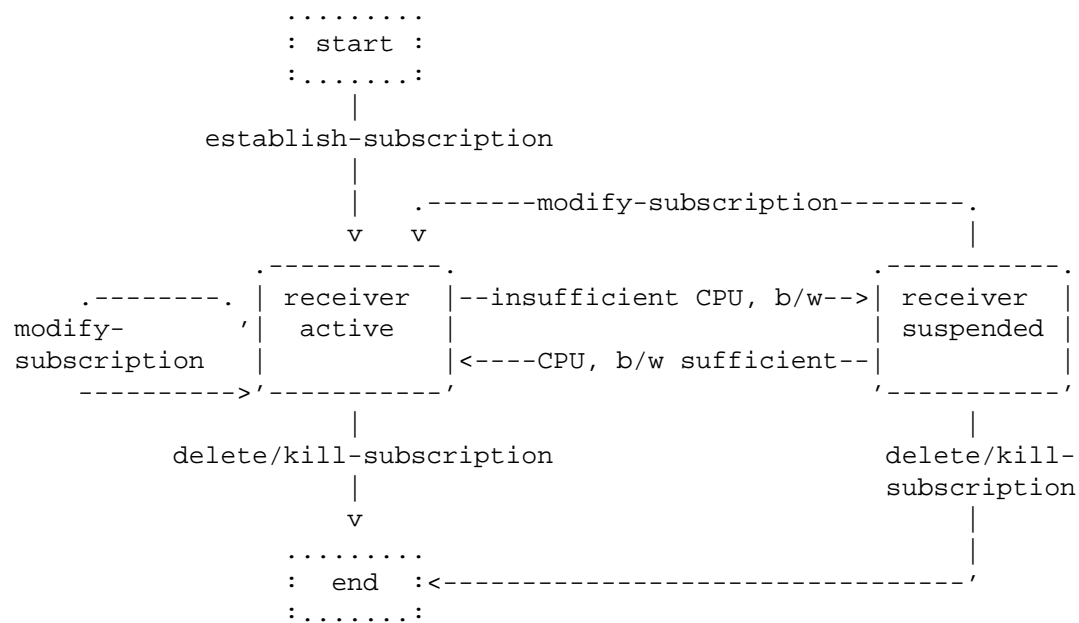 start
establish-subscription
modify-subscription
receiver --insufficient CPU, b/w--> receiver
modify- active suspended
subscription <----CPU, b/w sufficient--
delete/kill-subscription delete/kill-
subscription
end